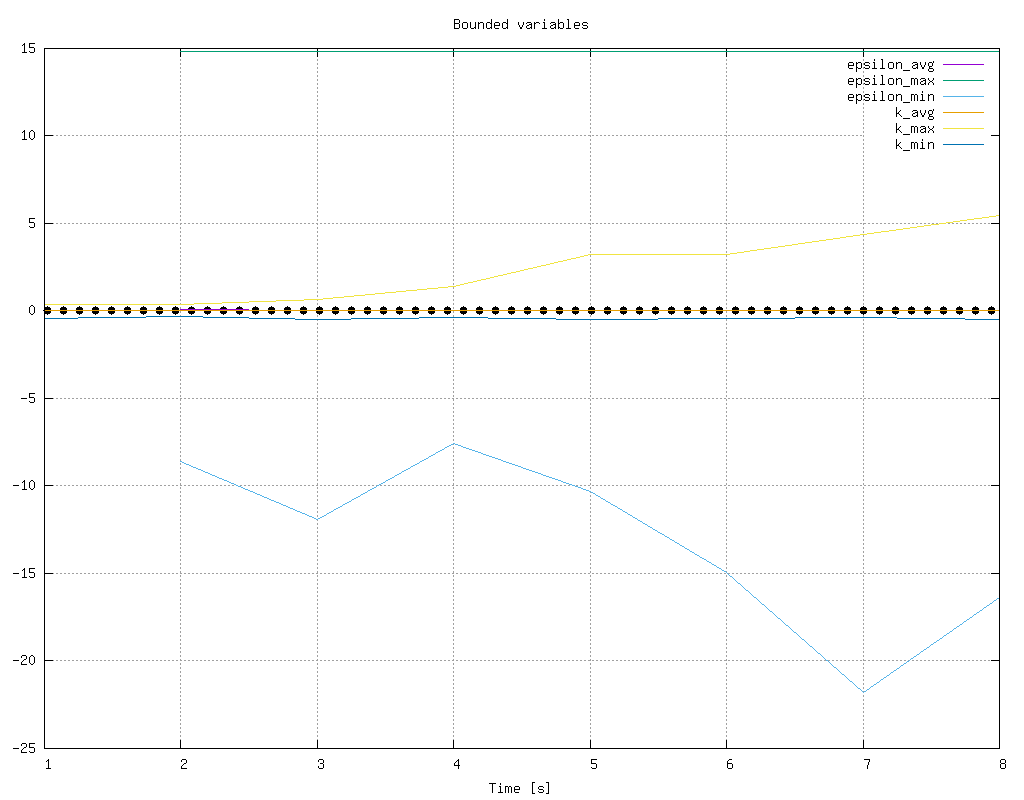 Bounded variables
15
10
5
0
-5
-10
-15
-20
-25
epsilon_avg
epsilon_max
epsilon_min
k_avg
k_max
k_min
1 2 3 4 5 6 7 8
Time [s]